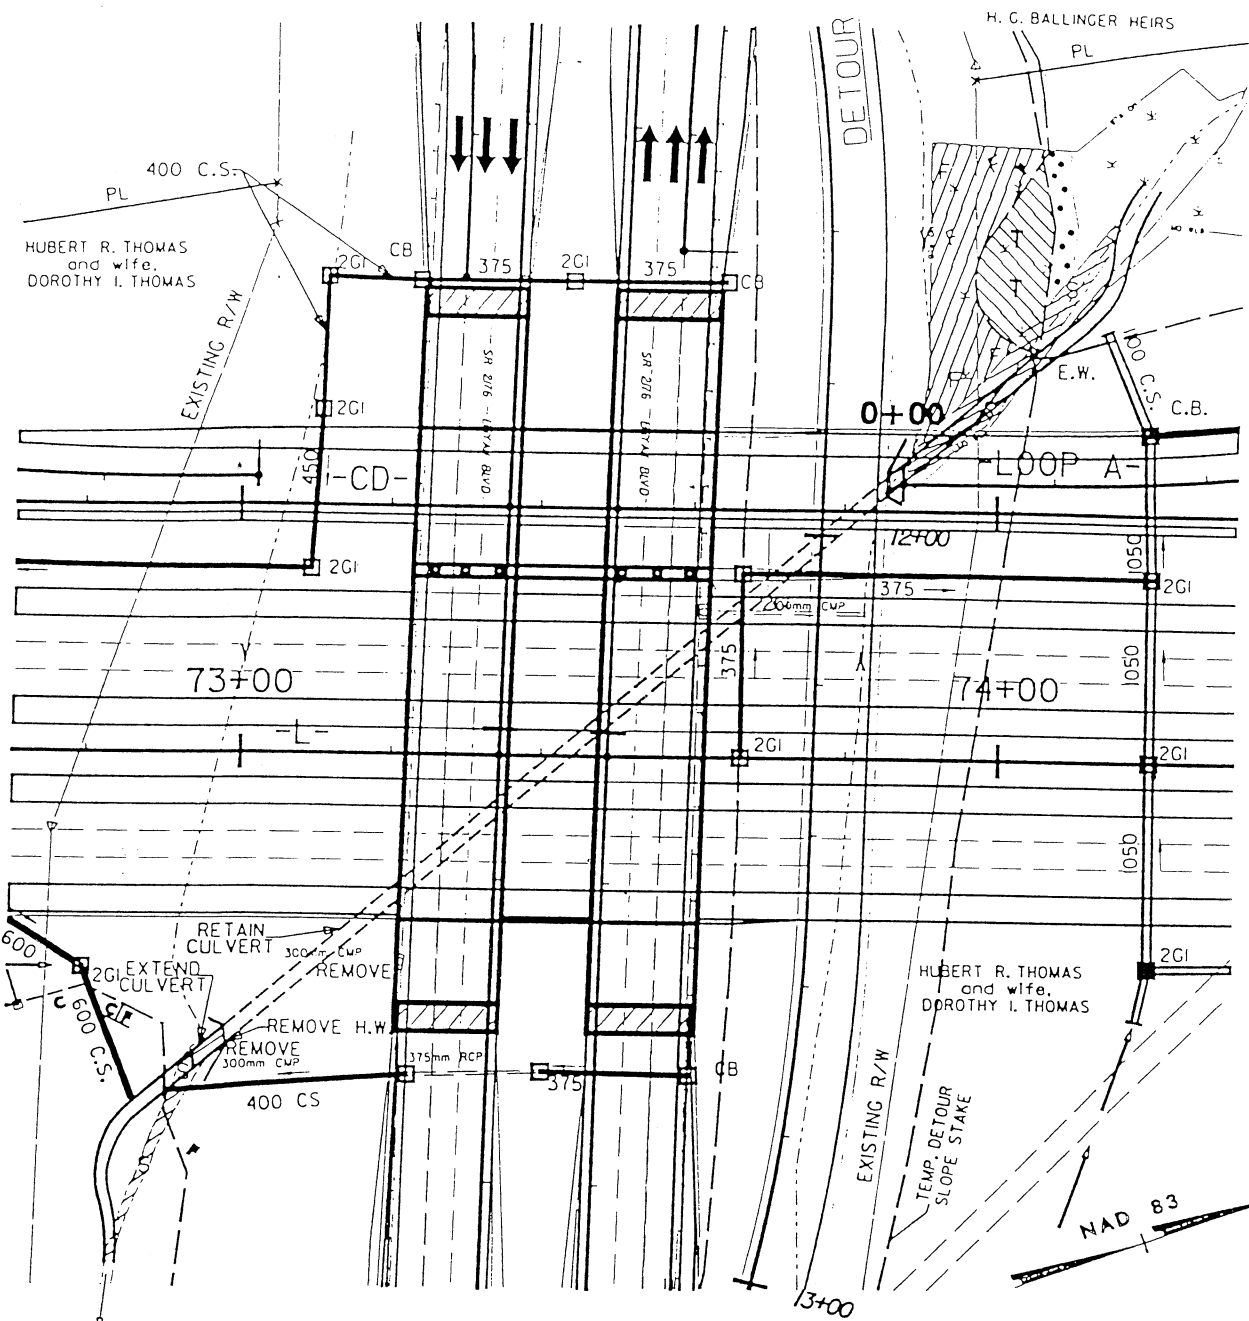 H. G. BALLINGER HEIRS
PL
DETOUR
400 C.S.
PL
HUBERT R. THOMAS
and wife,
DOROTHY I. THOMAS
2GI
CB
375
2GI
375
CB
EXISTING R/W
SR 2176 - BLVD
SR 2176 - BLVD
E.W.
C.S.
C.B.
0+00
2GI
450
-CD-
-LOOP A-
12+00
1050
2GI
2GI
375
200mm CMP
375
1050
73+00
74+00
-L-
2GI
2GI
1050
RETAIN
CULVERT
300mm CMP
REMOVE
600
2GI
EXTEND
CULVERT
C
C
F
600 C.S.
REMOVE H.W.
REMOVE
300mm CMP
375mm RCP
375
CB
400 CS
2GI
HUBERT R. THOMAS
and wife,
DOROTHY I. THOMAS
EXISTING R/W
TEMP. DETOUR
SLOPE STAKE
NAD 83
13+00